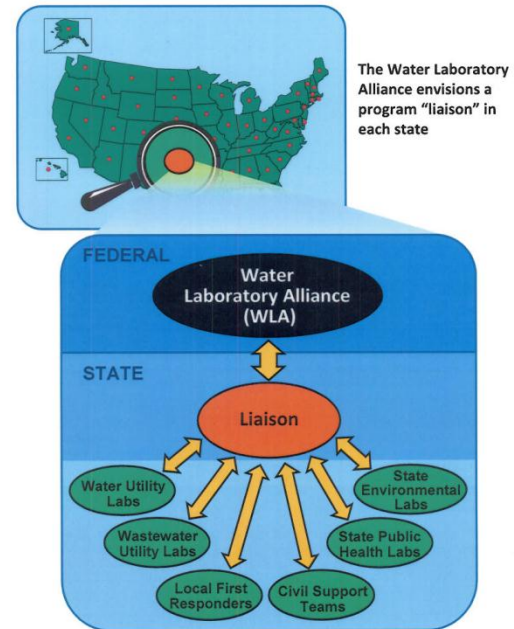 The Water Laboratory
Alliance envisions a
program “liaison” in
each state
FEDERAL
Water
Laboratory Alliance
(WLA)
STATE
Liaison
Water Utility
Labs
State
Environmental
Labs
Wastewater
Utility Labs
State Public
Health Labs
Local First
Responders
Civil Support
Teams